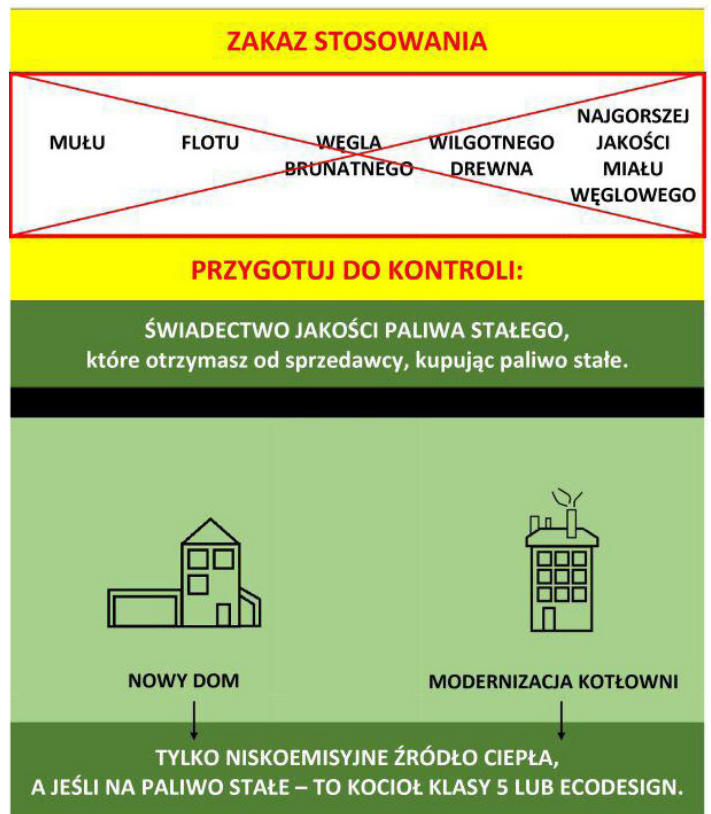 ZAKAZ STOSOWANIA
MUŁU
FLOTU
WĘGLA
BRUNATNEGO
WILGOTNEGO
DREWNA
NAJGORSZEJ
JAKOŚCI
MIAŁU
WĘGLOWEGO
PRZYGOTUJ DO KONTROLI:
ŚWIADECTWO JAKOŚCI PALIWA STAŁEGO,
które otrzymasz od sprzedawcy, kupując paliwo stałe.
NOWY DOM
MODERNIZACJA KOTŁOWNI
TYLKO NISKOEMISYJNE ŹRÓDŁO CIEPŁA,
A JEŚLI NA PALIWO STAŁE – TO KOCIOŁ KLASY 5 LUB ECODESIGN.